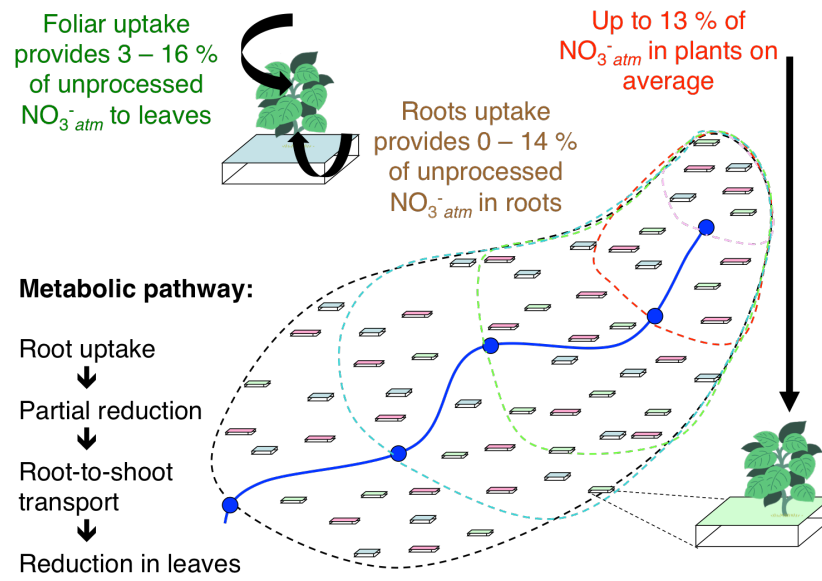 Foliar uptake
provides 3 – 16 %
of unprocessed
NO₃⁻atm to leaves
Up to 13 % of
NO₃⁻atm in plants on
average
Roots uptake
provides 0 – 14 %
of unprocessed
NO₃⁻atm in roots
Metabolic pathway:
Root uptake
Partial reduction
Root-to-shoot
transport
Reduction in leaves